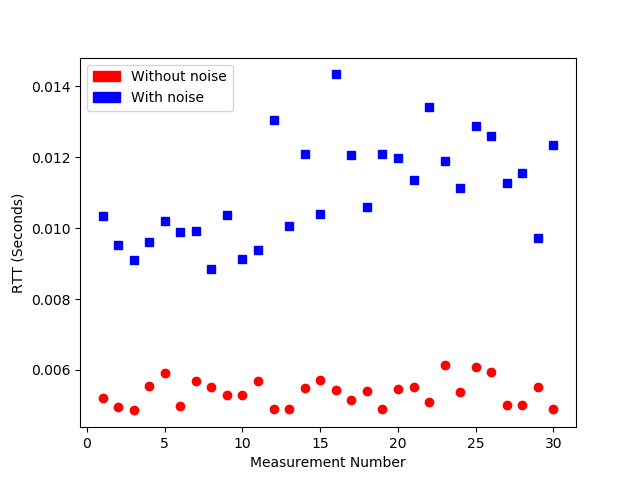 Without noise
With noise
0.014
0.012
0.010
0.008
0.006
RTT (Seconds)
0 5 10 15 20 25 30
Measurement Number